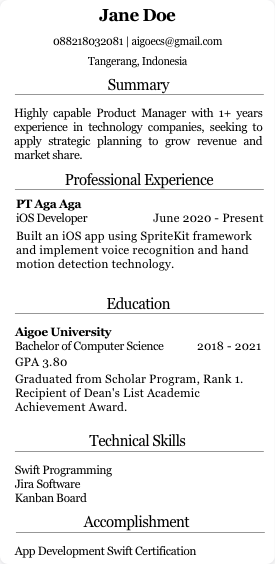 Jane Doe
088218032081 | aigoecs@gmail.com
Tangerang, Indonesia
Summary
Highly capable Product Manager with 1+ years
experience in technology companies, seeking to
apply strategic planning to grow revenue and
market share.
Professional Experience
PT Aga Aga
iOS Developer June 2020 - Present
Built an iOS app using SpriteKit framework
and implement voice recognition and hand
motion detection technology.
Education
Aigoe University
Bachelor of Computer Science 2018 - 2021
GPA 3.80
Graduated from Scholar Program, Rank 1.
Recipient of Dean's List Academic
Achievement Award.
Technical Skills
Swift Programming
Jira Software
Kanban Board
Accomplishment
App Development Swift Certification